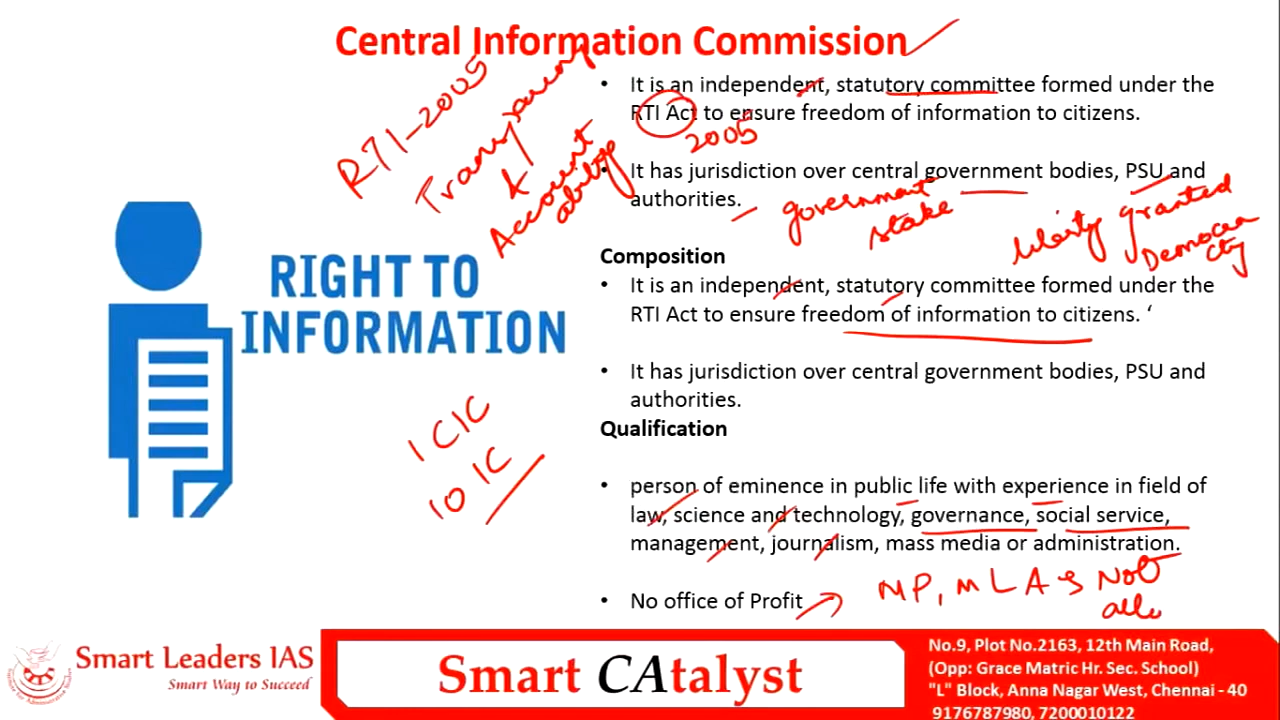 Central Information Commission
• It is an independent, statutory committee formed under the
RTI Act to ensure freedom of information to citizens.
2005
RTI-2005
Transparency
&
Account
ability
• It has jurisdiction over central government bodies, PSU and
authorities.
government
stake
granted
Democra
cty
Composition
• It is an independent, statutory committee formed under the
RTI Act to ensure freedom of information to citizens. ‘
• It has jurisdiction over central government bodies, PSU and
authorities.
RIGHT TO
INFORMATION
1 CIC
10 IC
Qualification
• person of eminence in public life with experience in field of
law, science and technology, governance, social service,
management, journalism, mass media or administration.
• No office of Profit
MP, MLA's Not
allo
Smart Leaders IAS
Smart Way to Succeed
Smart CAtalyst
No.9, Plot No.2163, 12th Main Road,
(Opp: Grace Matric Hr. Sec. School)
"L" Block, Anna Nagar West, Chennai - 40
9176787980, 7200010122